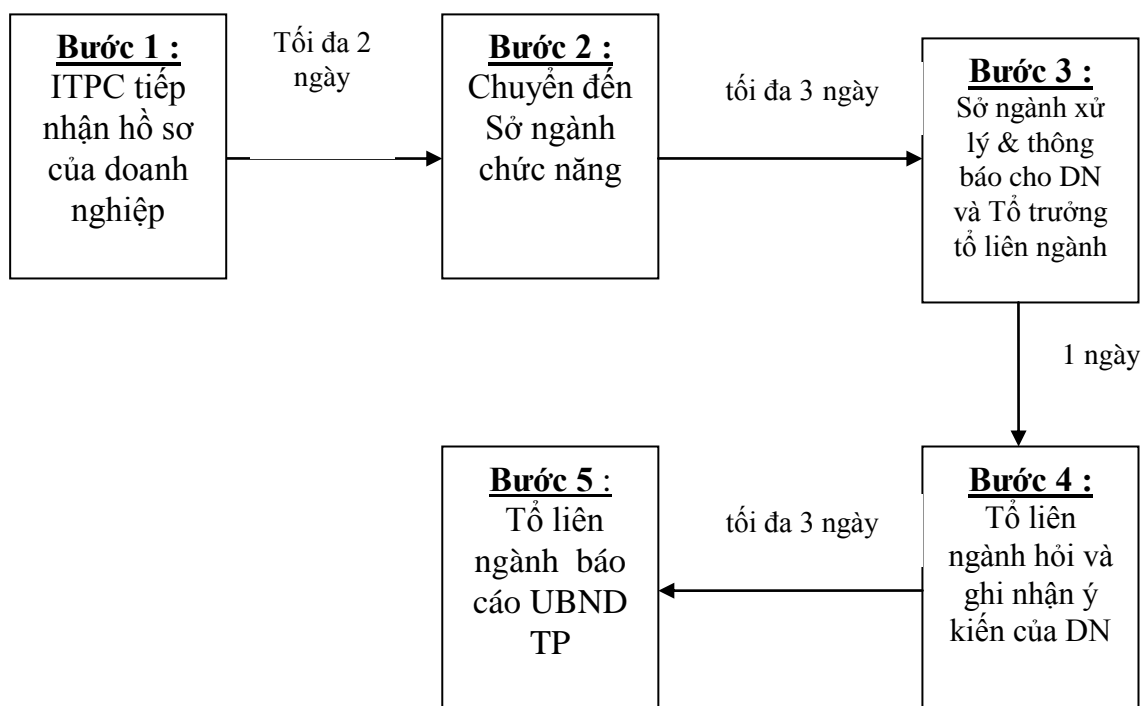 Bước 1 :
ITPC tiếp
nhận hồ sơ
của doanh
nghiệp
Tối đa 2
ngày
Bước 2 :
Chuyển đến
Sở ngành
chức năng
tối đa 3 ngày
Bước 3 :
Sở ngành xử
lý & thông
báo cho DN
và Tổ trưởng
tổ liên ngành
1 ngày
Bước 4 :
Tổ liên
ngành hỏi và
ghi nhận ý
kiến của DN
tối đa 3 ngày
Bước 5 :
Tổ liên
ngành báo
cáo UBND
TP